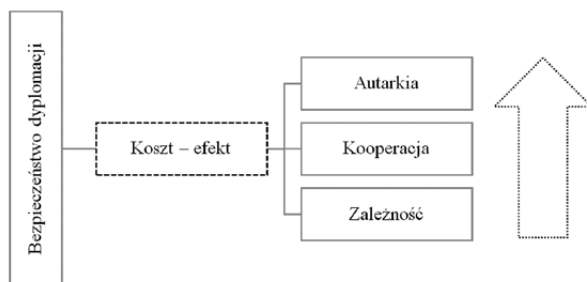 Bezpieczeństwo dyplomacji
Koszt – efekt
Autarkia
Kooperacja
Zależność